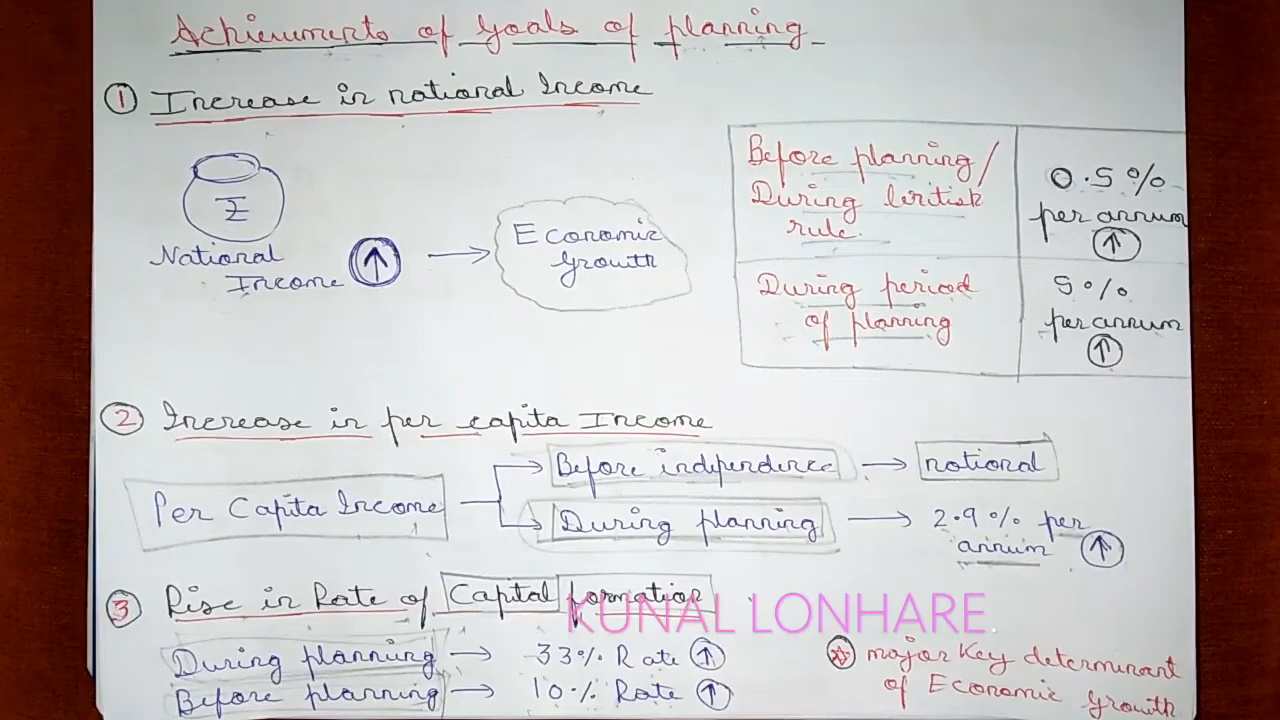 Achievements of Goals of planning
① Increase in national Income
₹
National
Income ↑ → Economic
Growth
Before planning/
During british
rule.
0.5%
per annum
↑
During period
of planning
5%
per annum
↑
② Increase in per capita Income
Per Capita Income
Before independence → notional
During planning → 2.9% per
annum ↑
③ Rise in Rate of Capital formation
KUNAL LONHARE
During planning → 33% Rate ↑
Before planning → 10% Rate ↑
major Key determinant
of Economic Growth